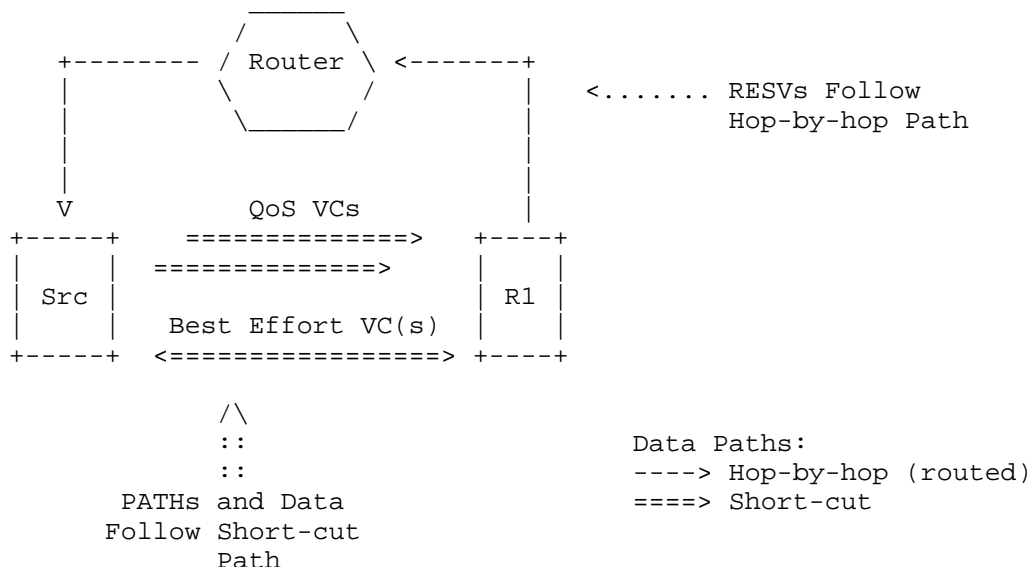 Router
<....... RESVs Follow
Hop-by-hop Path
V QoS VCs
Src R1
Best Effort VC(s)
Data Paths:
----> Hop-by-hop (routed)
PATHs and Data ====> Short-cut
Follow Short-cut
Path